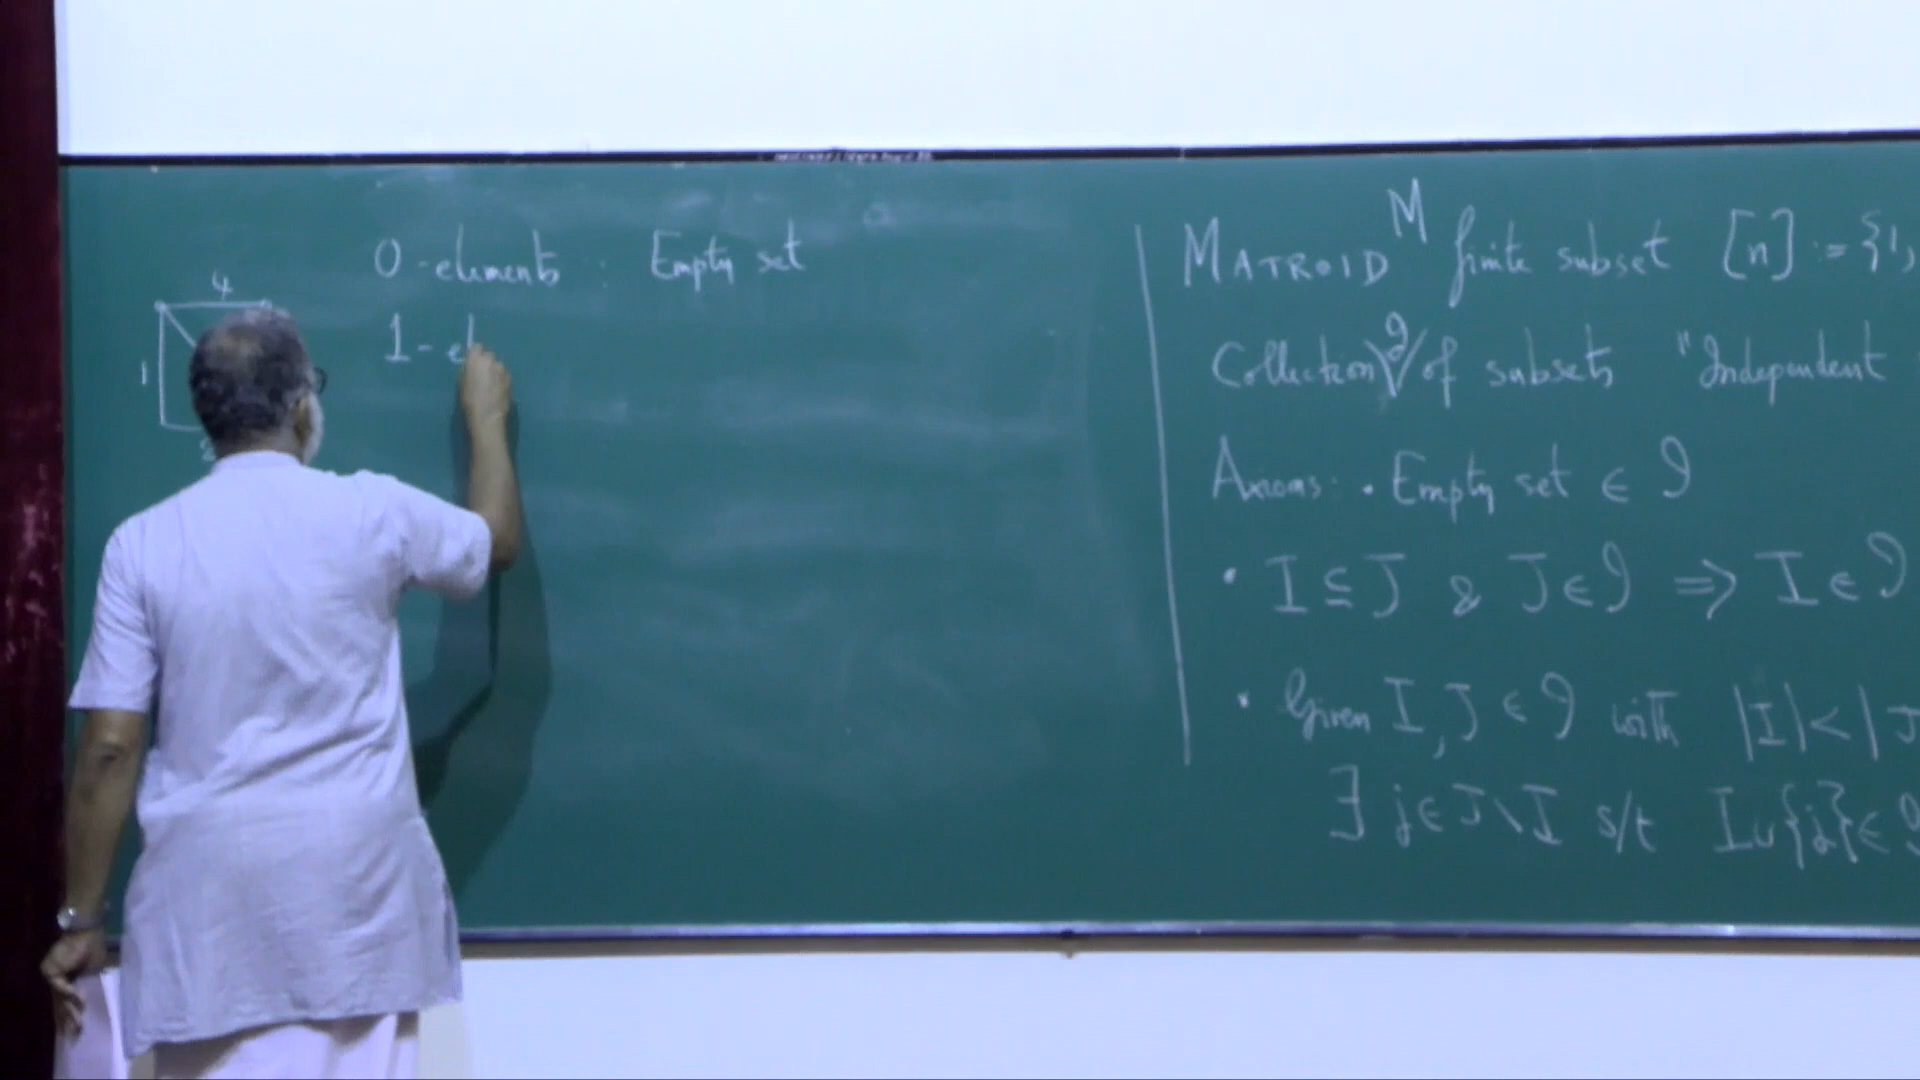 4
1
0-elements : Empty set
1- el
MATROID M finite subset [n] := {1,
Collection 𝓘 of subsets "Independent
Axioms: • Empty set ∈ 𝓘
• I ⊆ J & J ∈ 𝓘 ⇒ I ∈ 𝓘
• Given I, J ∈ 𝓘 with |I| < | J
∃ j ∈ J \ I s/t I ∪ {j} ∈ 𝓘